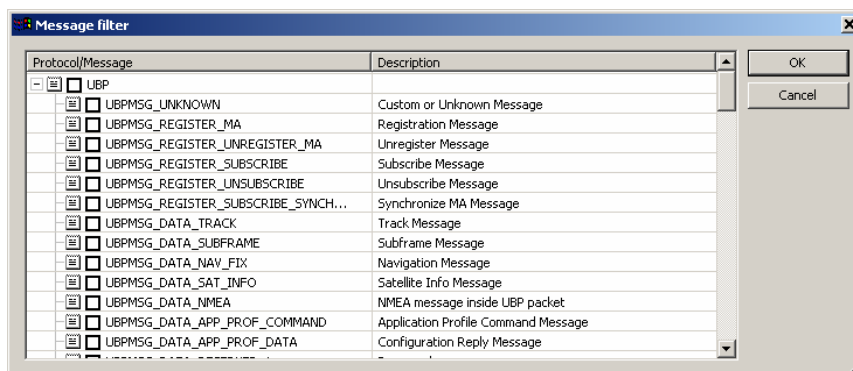 Message filter
Protocol/Message Description
OK
Cancel
UBP
UBPMSG_UNKNOWN Custom or Unknown Message
UBPMSG_REGISTER_MA Registration Message
UBPMSG_REGISTER_UNREGISTER_MA Unregister Message
UBPMSG_REGISTER_SUBSCRIBE Subscribe Message
UBPMSG_REGISTER_UNSUBSCRIBE Unsubscribe Message
UBPMSG_REGISTER_SUBSCRIBE_SYNCH... Synchronize MA Message
UBPMSG_DATA_TRACK Track Message
UBPMSG_DATA_SUBFRAME Subframe Message
UBPMSG_DATA_NAV_FIX Navigation Message
UBPMSG_DATA_SAT_INFO Satellite Info Message
UBPMSG_DATA_NMEA NMEA message inside UBP packet
UBPMSG_DATA_APP_PROF_COMMAND Application Profile Command Message
UBPMSG_DATA_APP_PROF_DATA Configuration Reply Message